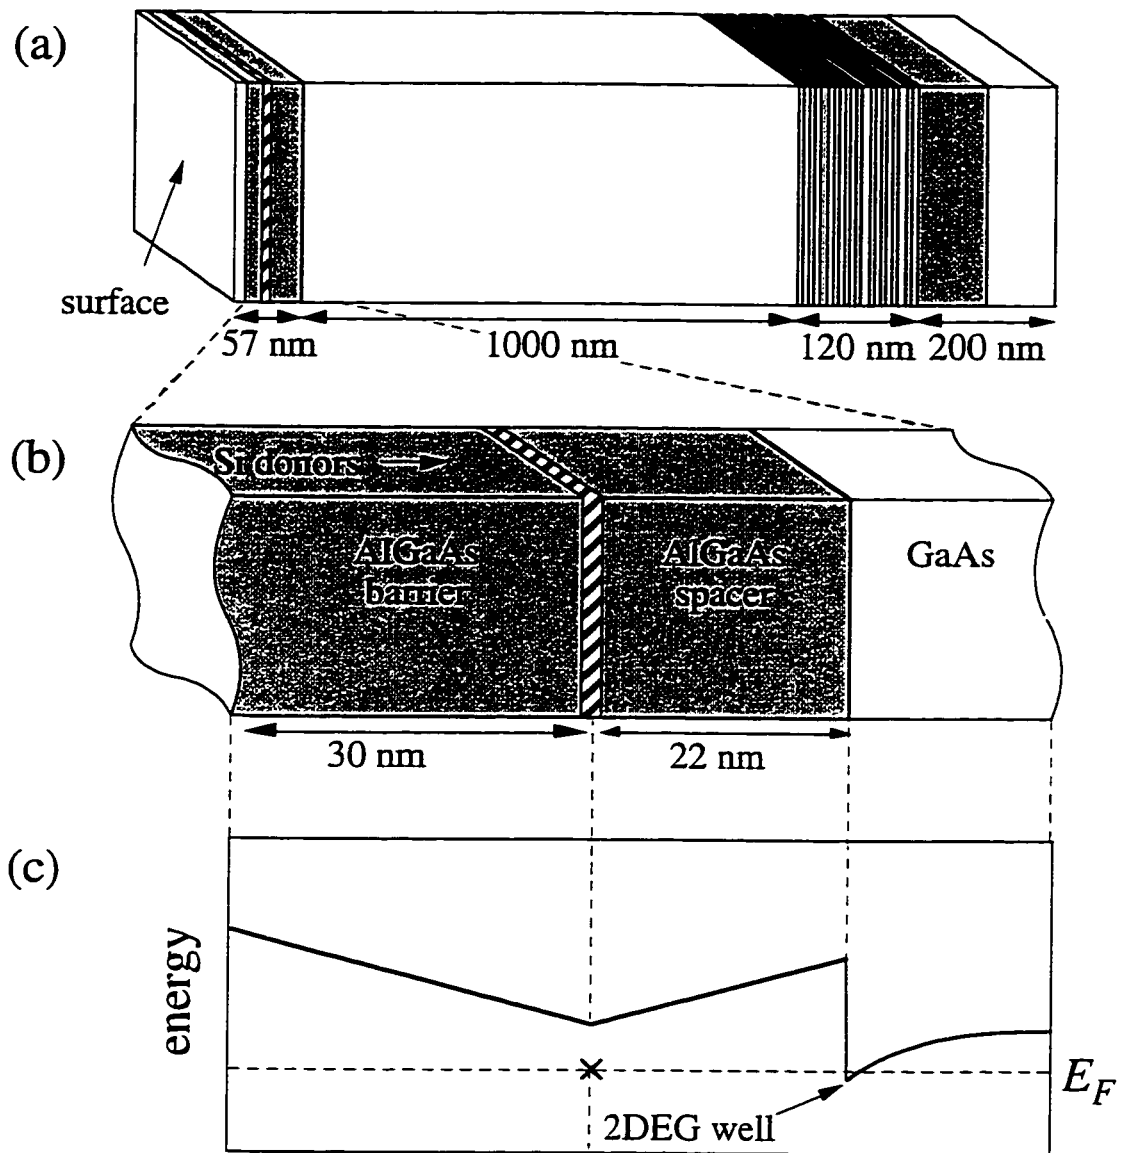 (a)
surface
57 nm
1000 nm
120 nm
200 nm
(b)
Si donors
AlGaAs
barrier
AlGaAs
spacer
GaAs
30 nm
22 nm
(c)
energy
E_F
2DEG well